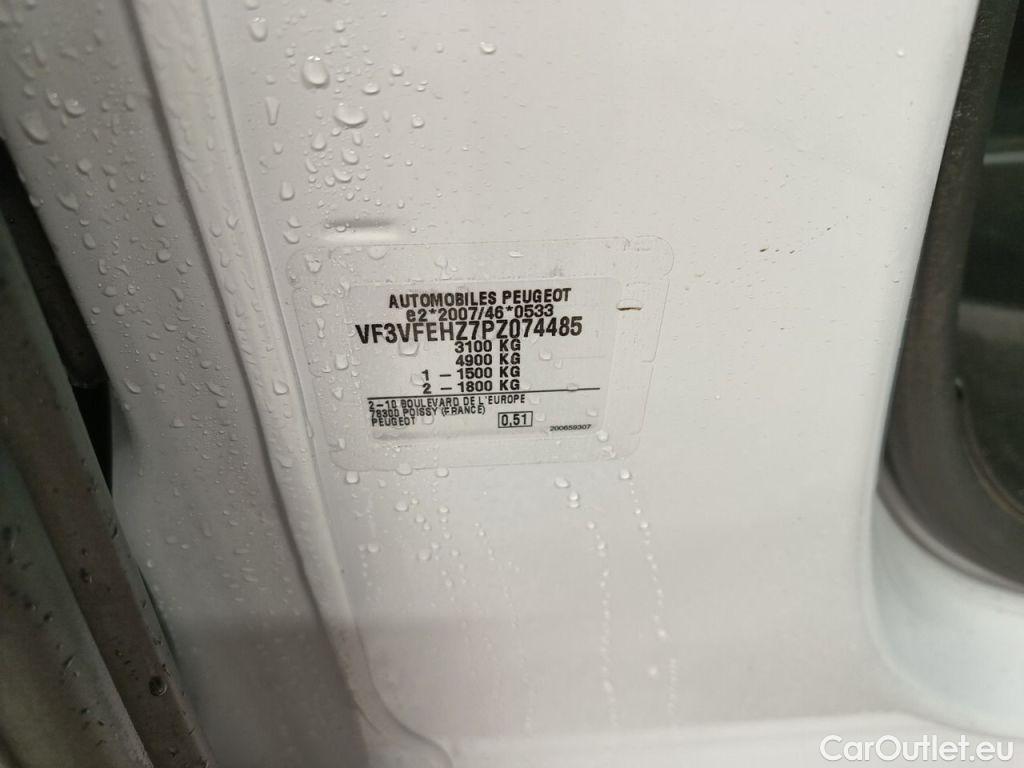 AUTOMOBILES PEUGEOT
e2*2007/46*0533
VF3VFEHZ7PZ074485
3100 KG
4900 KG
1 - 1500 KG
2 - 1800 KG
2-10 BOULEVARD DE L'EUROPE
78300 POISSY (FRANCE)
PEUGEOT
0,51
200659307
CarOutlet.eu